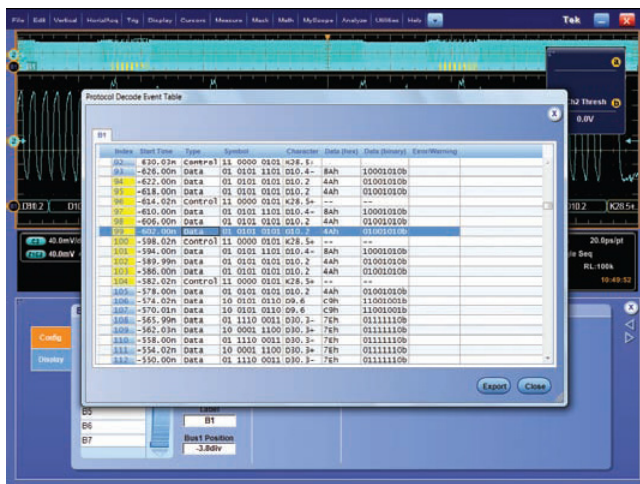 File Edit Vertical Horiz/Acq Trig Display Cursors Measure Mask Math MyScope Analyze Utilities Help Tek
Protocol Decode Event Table
B1
Index Start Time Type Symbol Character Data (hex) Data (binary) Error/Warning
92 -630.03n Control 11 0000 0101 K28.5+
93 -626.00n Data 01 0101 1101 D10.4- 8Ah 10001010b
94 -622.00n Data 01 0101 0101 D10.2 4Ah 01001010b
95 -618.00n Data 01 0101 0101 D10.2 4Ah 01001010b
96 -614.02n Control 11 0000 0101 K28.5+ -- --
97 -610.00n Data 01 0101 1101 D10.4- 8Ah 10001010b
98 -606.00n Data 01 0101 0101 D10.2 4Ah 01001010b
99 -602.00n Data 01 0101 0101 D10.2 4Ah 01001010b
100 -598.02n Control 11 0000 0101 K28.5+ -- --
101 -594.00n Data 01 0101 1101 D10.4- 8Ah 10001010b
102 -589.99n Data 01 0101 0101 D10.2 4Ah 01001010b
103 -586.00n Data 01 0101 0101 D10.2 4Ah 01001010b
104 -582.02n Control 11 0000 0101 K28.5+ -- --
105 -578.00n Data 01 0101 0101 D10.2 4Ah 01001010b
106 -574.02n Data 10 0101 0110 D9.6 C9h 11001001b
107 -570.01n Data 10 0101 0110 D9.6 C9h 11001001b
108 -565.99n Data 01 1110 0011 D30.3- 7Eh 01111110b
109 -562.03n Data 10 0001 1100 D30.3+ 7Eh 01111110b
110 -558.00n Data 01 1110 0011 D30.3- 7Eh 01111110b
111 -554.02n Data 10 0001 1100 D30.3+ 7Eh 01111110b
112 -550.00n Data 01 1110 0011 D30.3- 7Eh 01111110b
Export Close
a
Ch2 Thresh b
0.0V
D30.2
K28.5
40.0mV
40.0mV
20.0ps/pt
RL:100k
10:49:52
Config
Display
B5
B6
B7
Label
B1
Bus1 Position
-3.0div